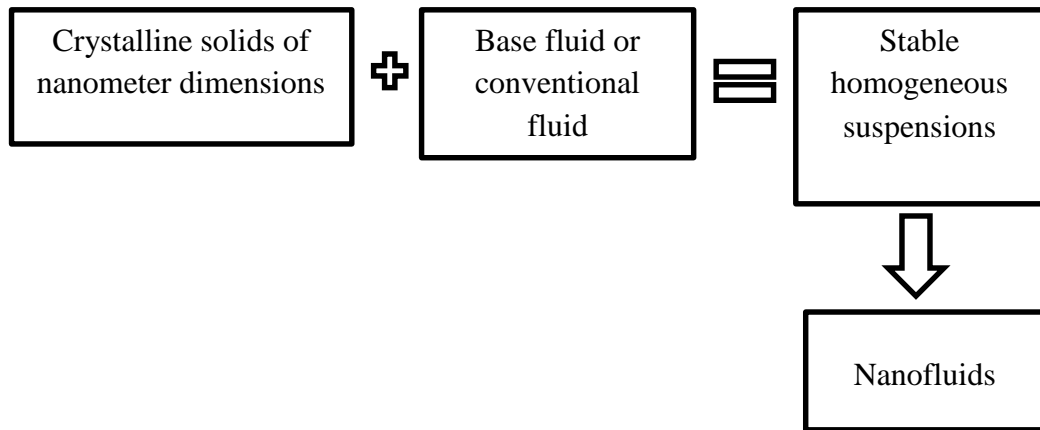 Crystalline solids of
nanometer dimensions
Base fluid or
conventional
fluid
Stable
homogeneous
suspensions
Nanofluids